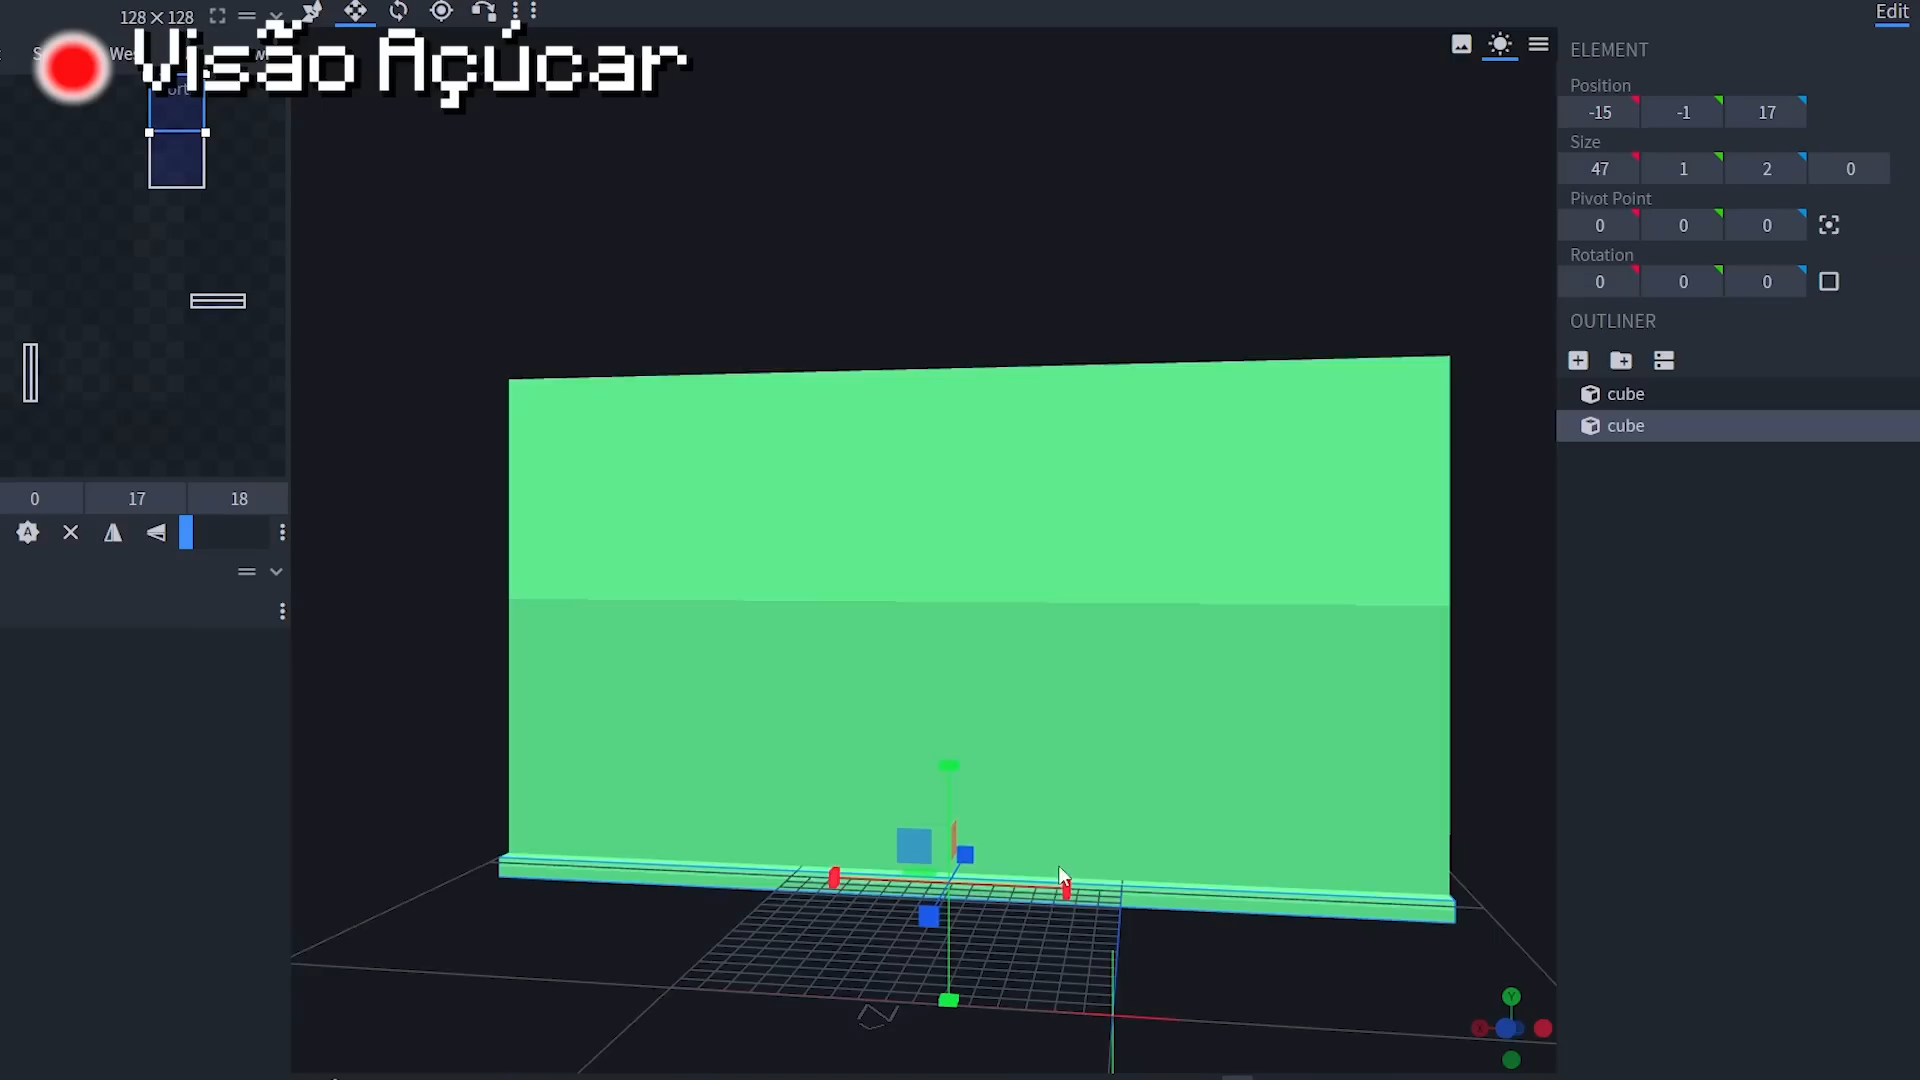 128×128
Edit
Visão Açúcar
Wes
ELEMENT
Position
-15 -1 17
Size
47 1 2 0
Pivot Point
0 0 0
Rotation
0 0 0
OUTLINER
cube
cube
0 17 18
A
Y
X